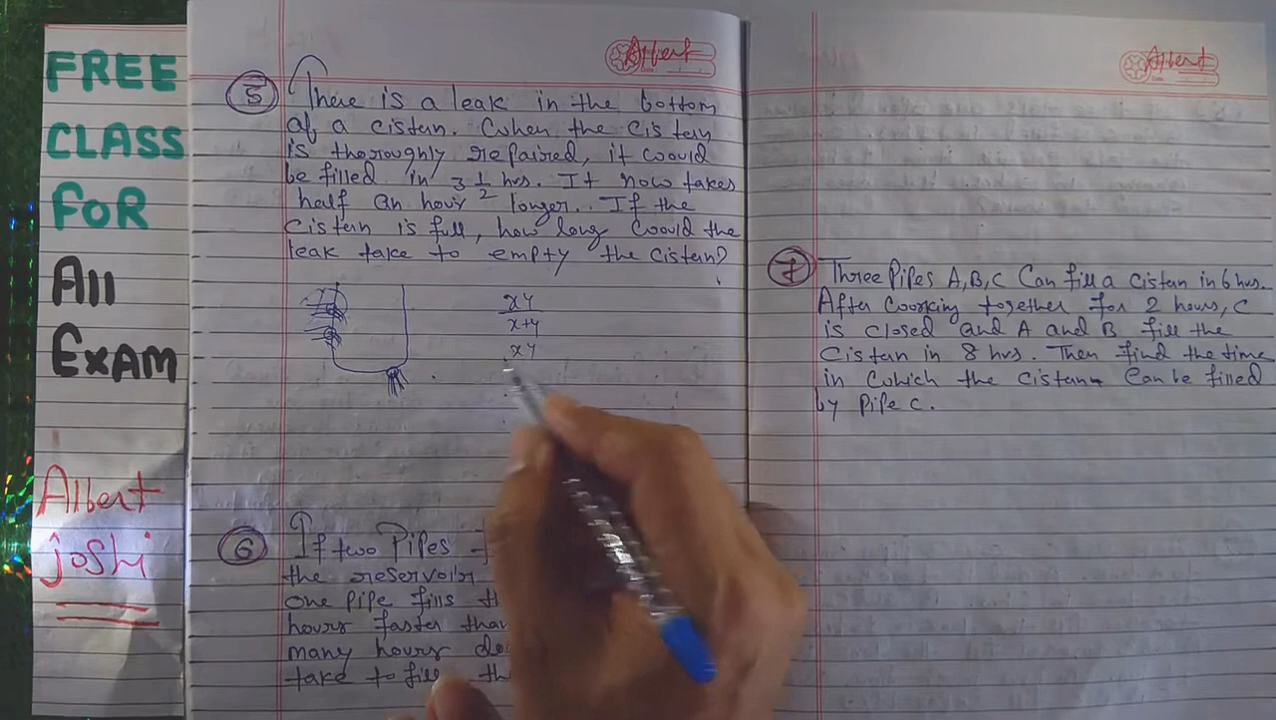 FREE
CLASS
FOR
All
ExAM
Albert
joshi
Albert
5 There is a leak in the bottom
of a cistern. When the cistern
is thoroughly repaired, it would
be filled in 3 1/2 hrs. It now takes
half an hour longer. If the
cistern is full, how long would the
leak take to empty the cistern?
xy
x+y
xy
6 If two Pipes
the reservoir
one pipe fills
hours faster than
many hours
take to fill
Albert
7 Three Pipes A,B,C Can fill a cistern in 6 hrs.
After working together for 2 hours, C
is closed and A and B fill the
cistern in 8 hrs. Then find the time
in which the cistern Can be filled
by Pipe C.